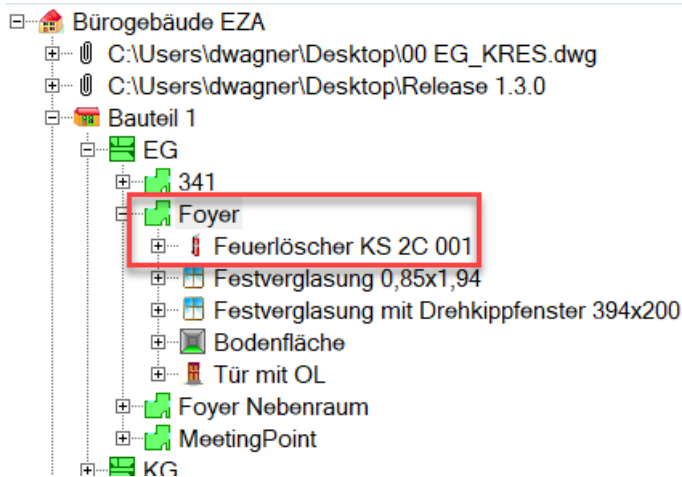 Bürogebäude EZA
C:\Users\dwagner\Desktop\00 EG_KRES.dwg
C:\Users\dwagner\Desktop\Release 1.3.0
Bauteil 1
EG
341
Foyer
Feuerlöscher KS 2C 001
Festverglasung 0,85x1,94
Festverglasung mit Drehkippfenster 394x200
Bodenfläche
Tür mit OL
Foyer Nebenraum
MeetingPoint
KG